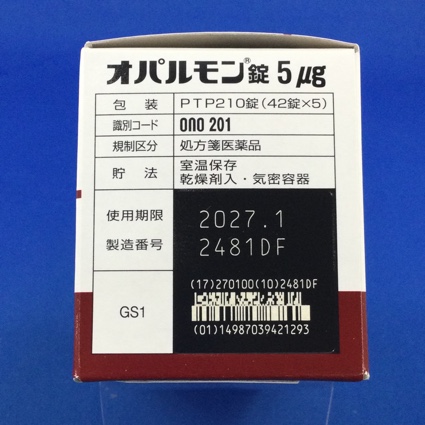 オパルモン®錠 5μg
包装 PTP210錠(42錠×5)
識別コード ono 201
規制区分 処方箋医薬品
貯法 室温保存
乾燥剤入・気密容器
使用期限 2027.1
製造番号 2481DF
(17)270100(10)2481DF
GS1
(01)14987039421293